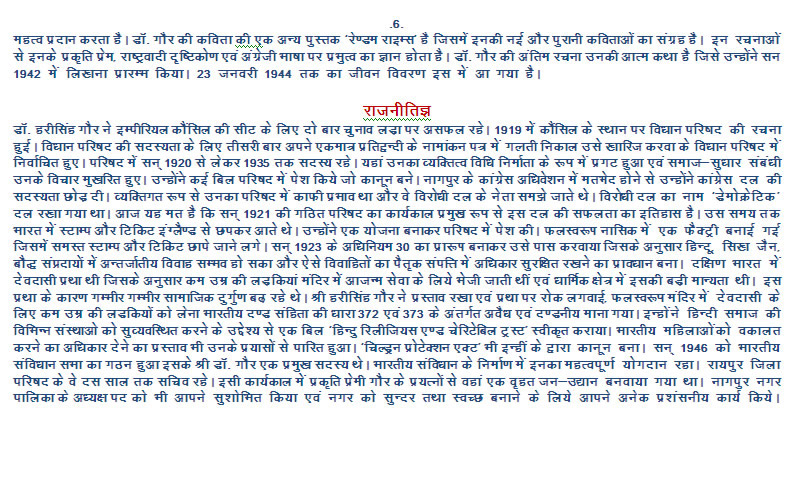 .6.
महत्व प्रदान करता है। डॉ. गौर की कविता की एक अन्य पुस्तक 'रेण्डम राइम्स' है जिसमें इनकी नई और पुरानी कविताओं का संग्रह है। इन रचनाओं
से इनके प्रकृति प्रेम, राष्ट्रवादी दृष्टिकोण एवं अंग्रेजी भाषा पर प्रभुत्व का ज्ञान होता है। डॉ. गौर की अंतिम रचना उनकी आत्म कथा है जिसे उन्होंने सन
1942 में लिखना प्रारम्भ किया। 23 जनवरी 1944 तक का जीवन विवरण इस में आ गया है।
राजनीतिज्ञ
डॉ. हरीसिंह गौर ने इम्पीरियल कौंसिल की सीट के लिए दो बार चुनाव लढ़ा पर असफल रहे। 1919 में कौंसिल के स्थान पर विधान परिषद की रचना
हुई। विधान परिषद की सदस्यता के लिए तीसरी बार अपने एकमात्र प्रतिद्वन्दी के नामांकन पत्र में गलती निकाल उसे खारिज करवा के विधान परिषद में
निर्वाचित हुए। परिषद में सन् 1920 से लेकर 1935 तक सदस्य रहे। यहां उनका व्यक्तित्व विधि निर्माता के रूप में प्रगट हुआ एवं समाज–सुधार संबंधी
उनके विचार मुखरित हुए। उन्होंने कई बिल परिषद में पेश किये जो कानून बने। नागपुर के कांग्रेस अधिवेशन में मतभेट होने से उन्होंने कांग्रेस दल की
सदस्यता छोढ़ दी। व्यक्तिगत रूप से उनका परिषद में काफी प्रभाव था और वे विरोधी दल के नेता समझे जाते थे। विरोधी दल का नाम 'डेमोक्रेटिक'
दल रखा गया था। आज यह मत है कि सन् 1921 की गठित परिषद का कार्यकाल प्रमुख रूप से इस दल की सफलता का इतिहास है। उस समय तक
भारत में स्टाम्प और टिकिट इंग्लैण्ड से छपकर आते थे। उन्होंने एक योजना बनाकर परिषद में पेश की। फलस्वरूप नासिक में एक फैक्ट्री बनाई गई
जिसमें समस्त स्टाम्प और टिकिट छापे जाने लगे। सन् 1923 के अधिनियम 30 का प्रारूप बनाकर उसे पास करवाया जिसके अनुसार हिन्दू, सिख जैन,
बौद्ध संप्रदायों में अन्तर्जातीय विवाह सम्भव हो सका और ऐसे विवाहितों का पैतृक संपत्ति में अधिकार सुरक्षित रखने का प्राव्धान बना। दक्षिण भारत में
देवदासी प्रथा थी जिसके अनुसार कम उम्र की लढकियां मंदिर में आजन्म सेवा के लिये भेजी जाती थीं एवं धार्मिक क्षेत्र में इसकी बढ़ी मान्यता थी। इस
प्रथा के कारण गम्भीर गम्भीर सामाजिक दुर्गुण बढ़ रहे थे। श्री हरीसिंह गौर ने प्रस्ताव रखा एवं प्रथा पर रोक लगवाई, फलस्वरूप मंदिर में देवदासी के
लिए कम उम्र की लढकियों को लेना भारतीय दण्ड संहिता की धारा 372 एवं 373 के अंतर्गत अवैध एवं दण्डनीय माना गया। इन्होंने हिन्दी समाज की
विभिन्न संस्थाओ को सुव्यवस्थित करने के उद्देश्य से एक बिल 'हिन्दु रिलीजियस एण्ड चेरिटेबिल ट्रस्ट' स्वीकृत कराया। भारतीय महिलाओंको वकालत
करने का अधिकार देने का प्रस्ताव भी उनके प्रयासों से पारित हुआ। 'चिल्ड्रन प्रोटेक्शन एक्ट' भी इन्हीं के द्वारा कानून बना। सन् 1946 को भारतीय
संविधान सभा का गठन हुआ इसके श्री डॉ. गौर एक प्रमुख सदस्य थे। भारतीय संविधान के निर्माण में इनका महत्वपूर्ण योगदान रहा। रायपुर जिला
परिषद के वे दस साल तक सचिव रहे। इसी कार्यकाल में प्रकृति प्रेमी गौर के प्रयत्नों से वहां एक वृहत जन–उद्यान बनवाया गया था। नागपुर नगर
पालिका के अध्यक्ष पद को भी आपने सुशोभित किया एवं नगर को सुन्दर तथा स्वच्छ बनाने के लिये आपने अनेक प्रशंसनीय कार्य किये।